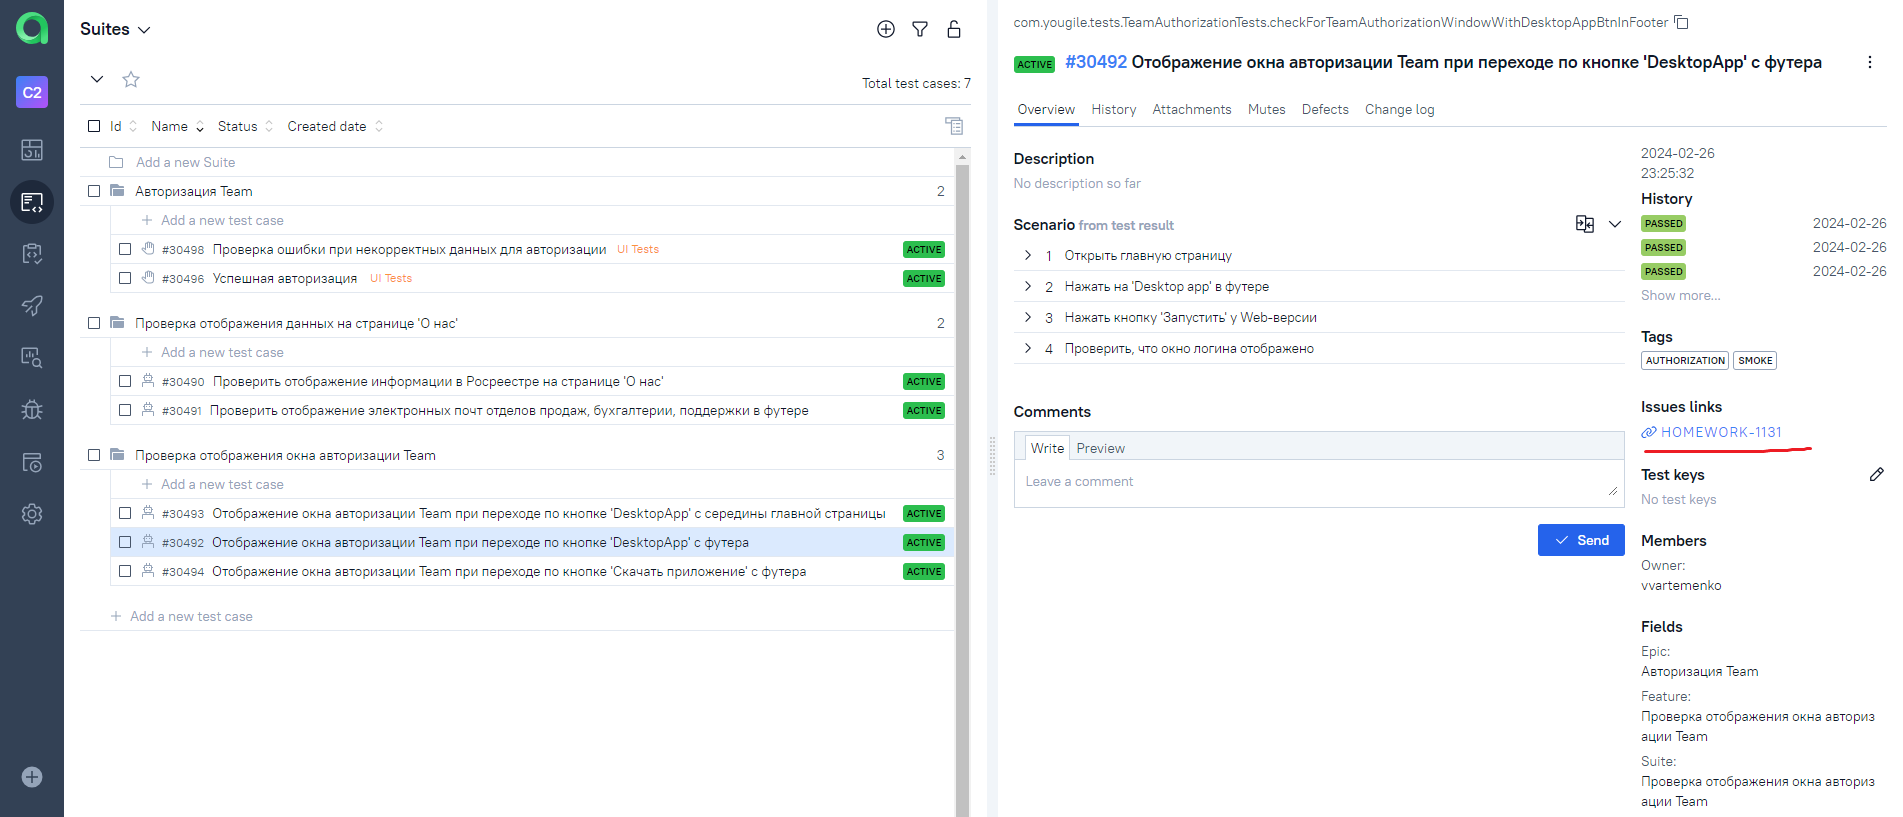 C2
Suites
Total test cases: 7
Id Name Status Created date
Add a new Suite
Авторизация Team 2
Add a new test case
#30498 Проверка ошибки при некорректных данных для авторизации UI Tests ACTIVE
#30496 Успешная авторизация UI Tests ACTIVE
Проверка отображения данных на странице 'О нас' 2
Add a new test case
#30490 Проверить отображение информации в Росреестре на странице 'О нас' ACTIVE
#30491 Проверить отображение электронных почт отделов продаж, бухгалтерии, поддержки в футере ACTIVE
Проверка отображения окна авторизации Team 3
Add a new test case
#30493 Отображение окна авторизации Team при переходе по кнопке 'DesktopApp' с середины главной страницы ACTIVE
#30492 Отображение окна авторизации Team при переходе по кнопке 'DesktopApp' с футера ACTIVE
#30494 Отображение окна авторизации Team при переходе по кнопке 'Скачать приложение' с футера ACTIVE
Add a new test case
com.yougile.tests.TeamAuthorizationTests.checkForTeamAuthorizationWindowWithDesktopAppBtnInFooter
ACTIVE #30492 Отображение окна авторизации Team при переходе по кнопке 'DesktopApp' с футера
Overview History Attachments Mutes Defects Change log
Description
No description so far
Scenario from test result
1 Открыть главную страницу
2 Нажать на 'Desktop app' в футере
3 Нажать кнопку 'Запустить' у Web-версии
4 Проверить, что окно логина отображено
Comments
Write Preview
Leave a comment
Send
2024-02-26
23:25:32
History
PASSED 2024-02-26
PASSED 2024-02-26
PASSED 2024-02-26
Show more...
Tags
AUTHORIZATION SMOKE
Issues links
HOMEWORK-1131
Test keys
No test keys
Members
Owner:
vvartemenko
Fields
Epic:
Авторизация Team
Feature:
Проверка отображения окна авториз
ации Team
Suite:
Проверка отображения окна авториз
ации Team